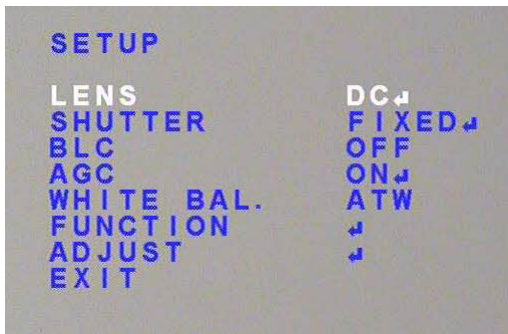 SETUP
LENS DC↵
SHUTTER FIXED↵
BLC OFF
AGC ON↵
WHITE BAL. ATW
FUNCTION ↵
ADJUST ↵
EXIT